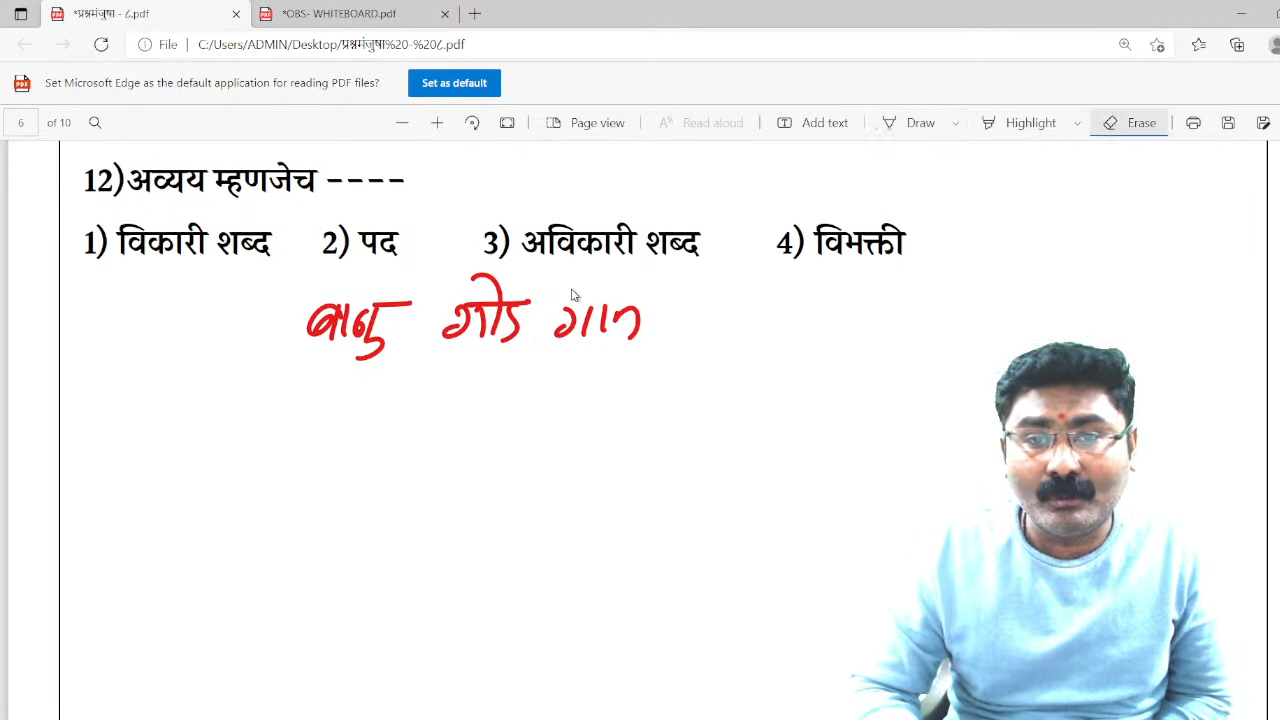 *प्रश्नमंजुषा - ८.pdf
*OBS- WHITEBOARD.pdf
File C:/Users/ADMIN/Desktop/प्रश्नमंजुषा%20-%20८.pdf
Set Microsoft Edge as the default application for reading PDF files? Set as default
6 of 10 Page view Read aloud Add text Draw Highlight Erase
12)अव्यय म्हणजेच ----
1) विकारी शब्द 2) पद 3) अविकारी शब्द 4) विभक्ती
गोड गात